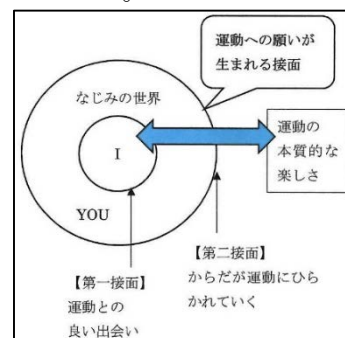 運動への願いが
生まれる接面
なじみの世界
I
運動の
本質的な
楽しさ
YOU
【第二接面】
からだが運動にひら
かれていく
【第一接面】
運動との
良い出会い